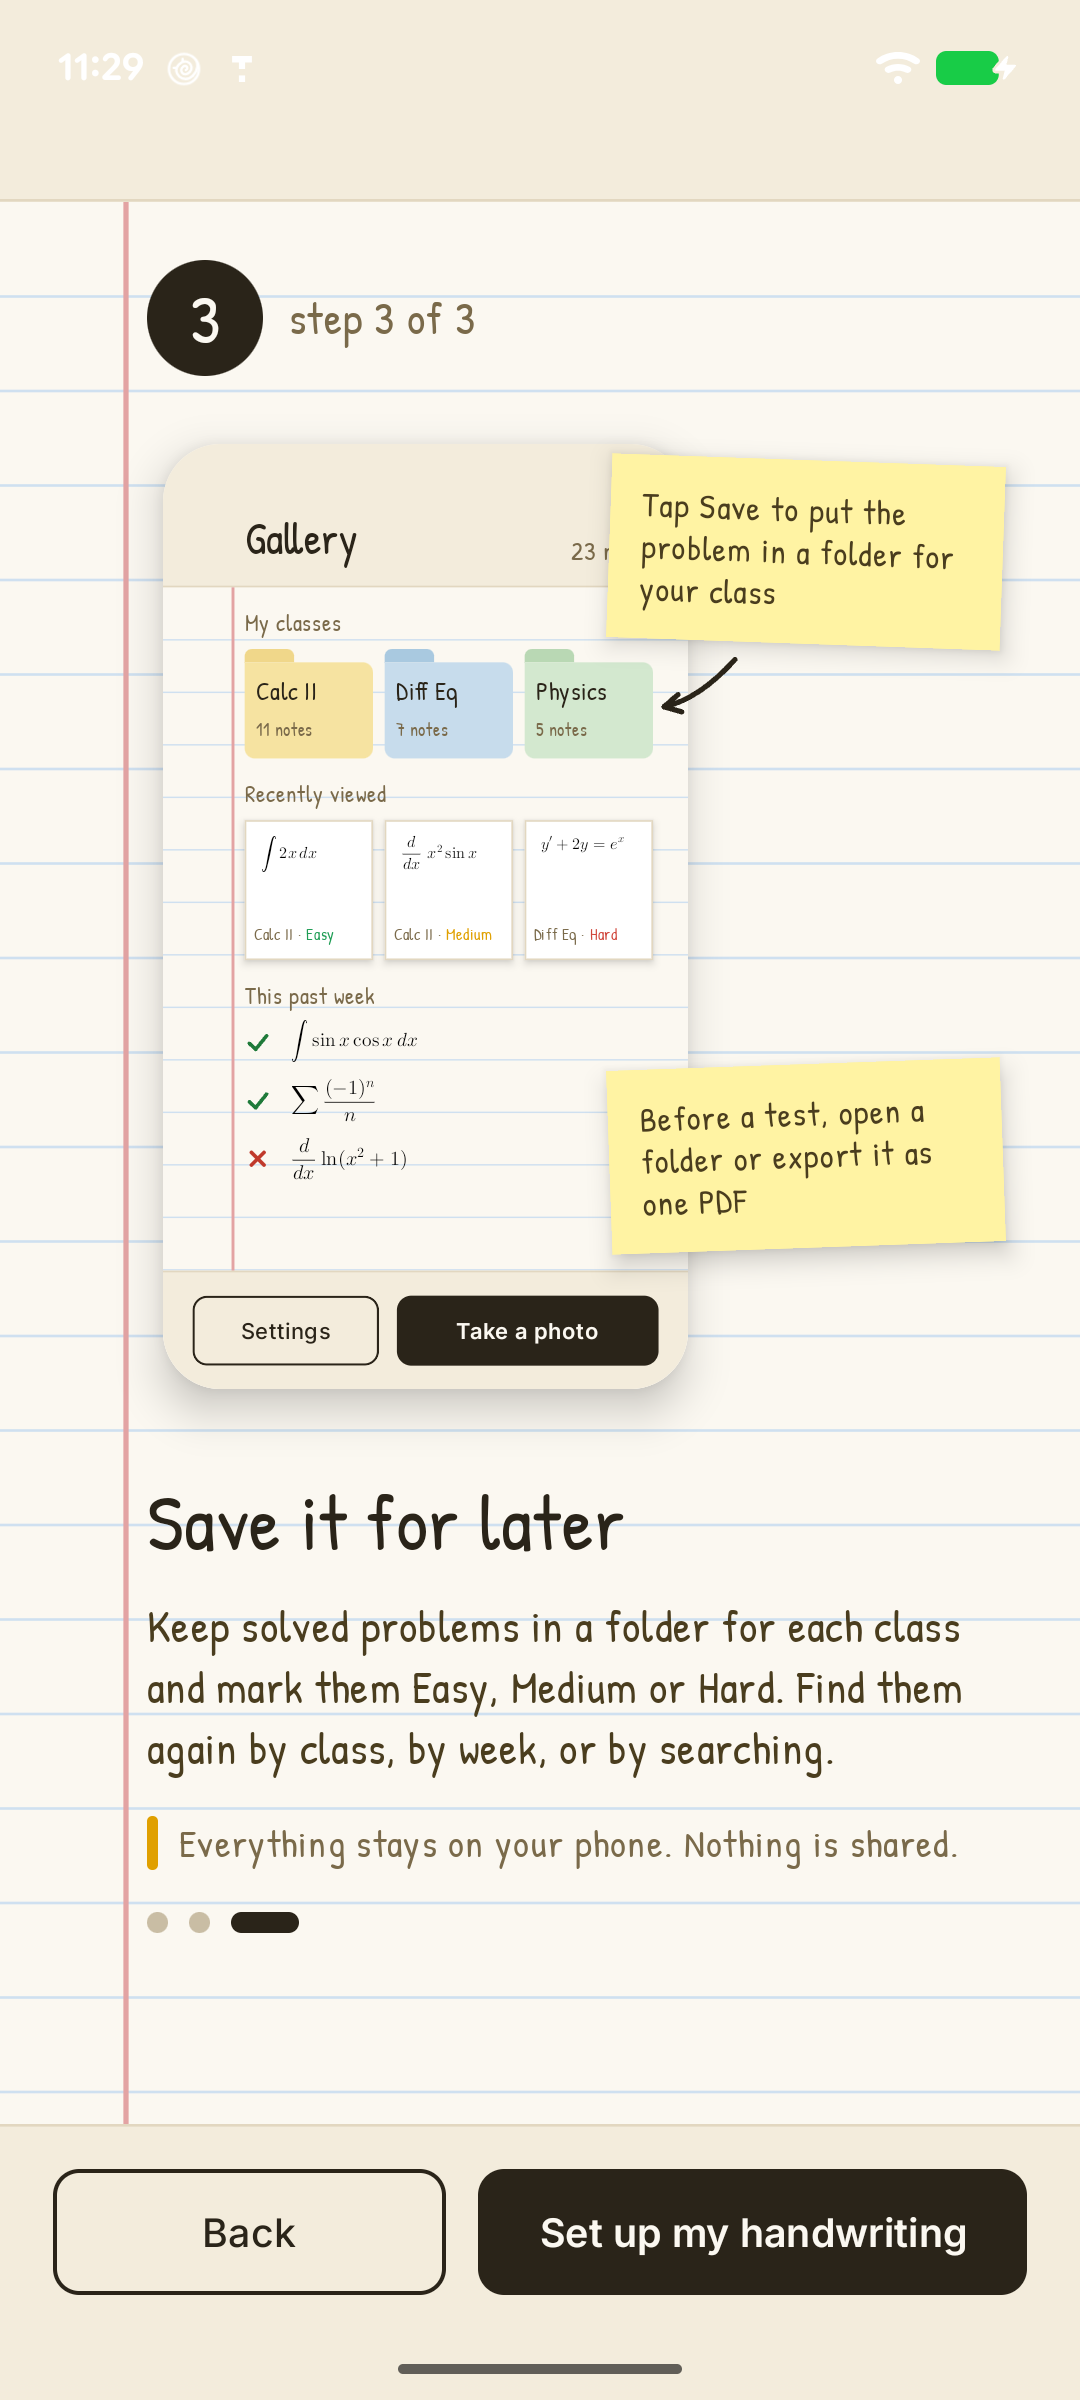 11:29
3
step 3 of 3
Gallery
23
Tap Save to put the
problem in a folder for
your class
My classes
Calc II
11 notes
Diff Eq
7 notes
Physics
5 notes
Recently viewed
∫ 2x dx
Calc II · Easy
d/dx x² sin x
Calc II · Medium
y′ + 2y = eˣ
Diff Eq · Hard
This past week
∫ sin x cos x dx
∑ (−1)ⁿ/n
d/dx ln(x² + 1)
Before a test, open a
folder or export it as
one PDF
Settings
Take a photo
Save it for later
Keep solved problems in a folder for each class
and mark them Easy, Medium or Hard. Find them
again by class, by week, or by searching.
Everything stays on your phone. Nothing is shared.
Back
Set up my handwriting